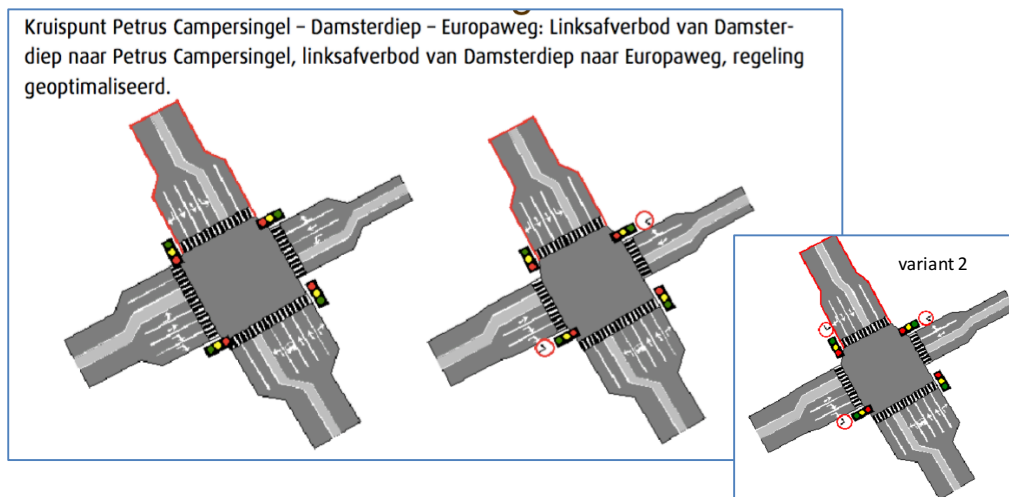 Kruispunt Petrus Campersingel – Damsterdiep – Europaweg: Linksafverbod van Damster-
diep naar Petrus Campersingel, linksafverbod van Damsterdiep naar Europaweg, regeling
geoptimaliseerd.
variant 2